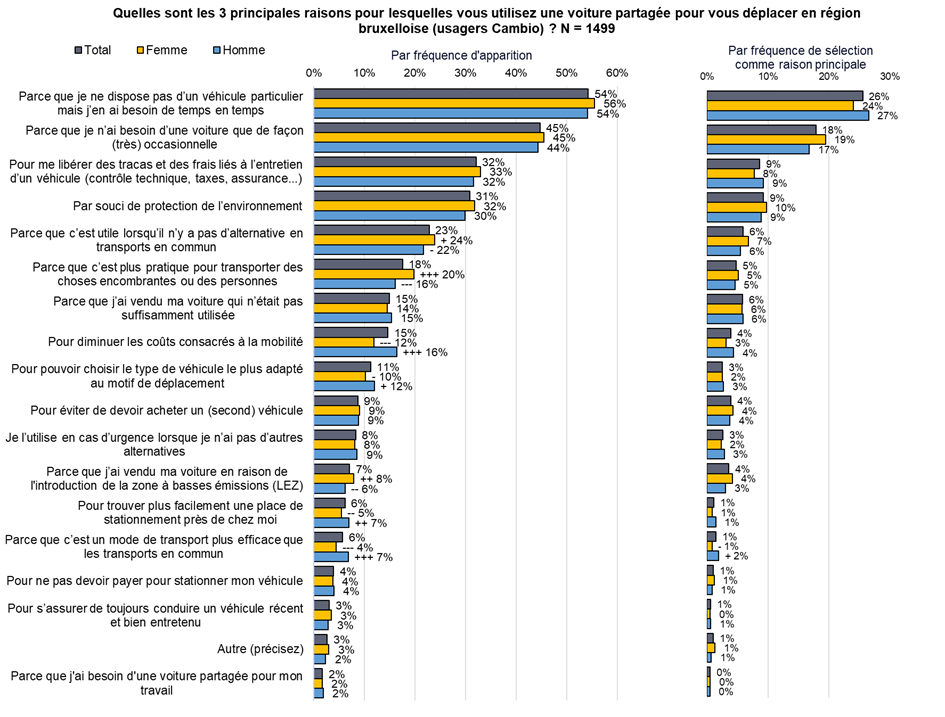 Quelles sont les 3 principales raisons pour lesquelles vous utilisez une voiture partagée pour vous déplacer en région
bruxelloise (usagers Cambio) ? N = 1499
Total Femme Homme
Par fréquence d'apparition
Par fréquence de sélection
comme raison principale
0% 10% 20% 30% 40% 50% 60%
0% 10% 20% 30%
Parce que je ne dispose pas d'un véhicule particulier
mais j'en ai besoin de temps en temps
54% 26%
56% 24%
54% 27%
Parce que je n'ai besoin d'une voiture que de façon
(très) occasionnelle
45% 18%
45% 19%
44% 17%
Pour me libérer des tracas et des frais liés à l'entretien
d'un véhicule (contrôle technique, taxes, assurance...)
32% 9%
33% 8%
32% 9%
Par souci de protection de l'environnement
31% 9%
32% 10%
30% 9%
Parce que c'est utile lorsqu'il n'y a pas d'alternative en
transports en commun
23% 6%
+ 24% 7%
- 22% 6%
Parce que c'est plus pratique pour transporter des
choses encombrantes ou des personnes
18% 5%
+++ 20% 5%
--- 16% 5%
Parce que j'ai vendu ma voiture qui n'était pas
suffisamment utilisée
15% 6%
14% 6%
15% 6%
Pour diminuer les coûts consacrés à la mobilité
15% 4%
--- 12% 3%
+++ 16% 4%
Pour pouvoir choisir le type de véhicule le plus adapté
au motif de déplacement
11% 3%
- 10% 2%
+ 12% 3%
Pour éviter de devoir acheter un (second) véhicule
9% 4%
9% 4%
9% 4%
Je l'utilise en cas d'urgence lorsque je n'ai pas d'autres
alternatives
8% 3%
8% 2%
9% 3%
Parce que j'ai vendu ma voiture en raison de
l'introduction de la zone à basses émissions (LEZ)
7% 4%
++ 8% 4%
-- 6% 3%
Pour trouver plus facilement une place de
stationnement près de chez moi
6% 1%
-- 5% 1%
++ 7% 1%
Parce que c'est un mode de transport plus efficace que
les transports en commun
6% 1%
--- 4% - 1%
+++ 7% + 2%
Pour ne pas devoir payer pour stationner mon véhicule
4% 1%
4% 1%
4% 1%
Pour s'assurer de toujours conduire un véhicule récent
et bien entretenu
3% 1%
3% 0%
3% 1%
Autre (précisez)
3% 1%
3% 1%
2% 1%
Parce que j'ai besoin d'une voiture partagée pour mon
travail
2% 0%
2% 0%
2% 0%